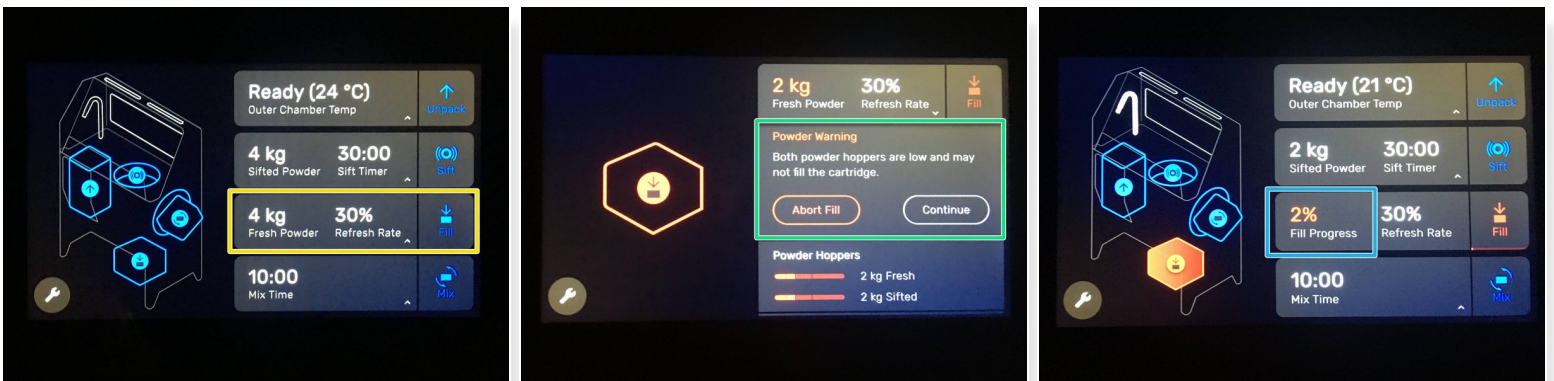 Ready (24 °C)
Outer Chamber Temp
Unpack
4 kg 30:00
Sifted Powder Sift Timer
Sift
4 kg 30%
Fresh Powder Refresh Rate
Fill
10:00
Mix Time
Mix
2 kg 30%
Fresh Powder Refresh Rate
Fill
Powder Warning
Both powder hoppers are low and may
not fill the cartridge.
Abort Fill Continue
Powder Hoppers
2 kg Fresh
2 kg Sifted
Ready (21 °C)
Outer Chamber Temp
Unpack
2 kg 30:00
Sifted Powder Sift Timer
Sift
2% 30%
Fill Progress Refresh Rate
Fill
10:00
Mix Time
Mix